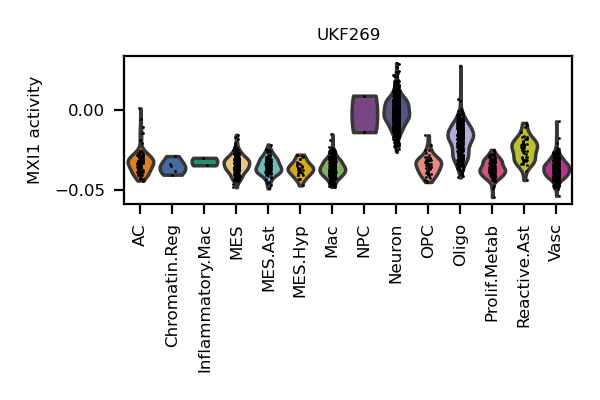 UKF269
MXI1 activity
0.00
−0.05
AC
Chromatin.Reg
Inflammatory.Mac
MES
MES.Ast
MES.Hyp
Mac
NPC
Neuron
OPC
Oligo
Prolif.Metab
Reactive.Ast
Vasc